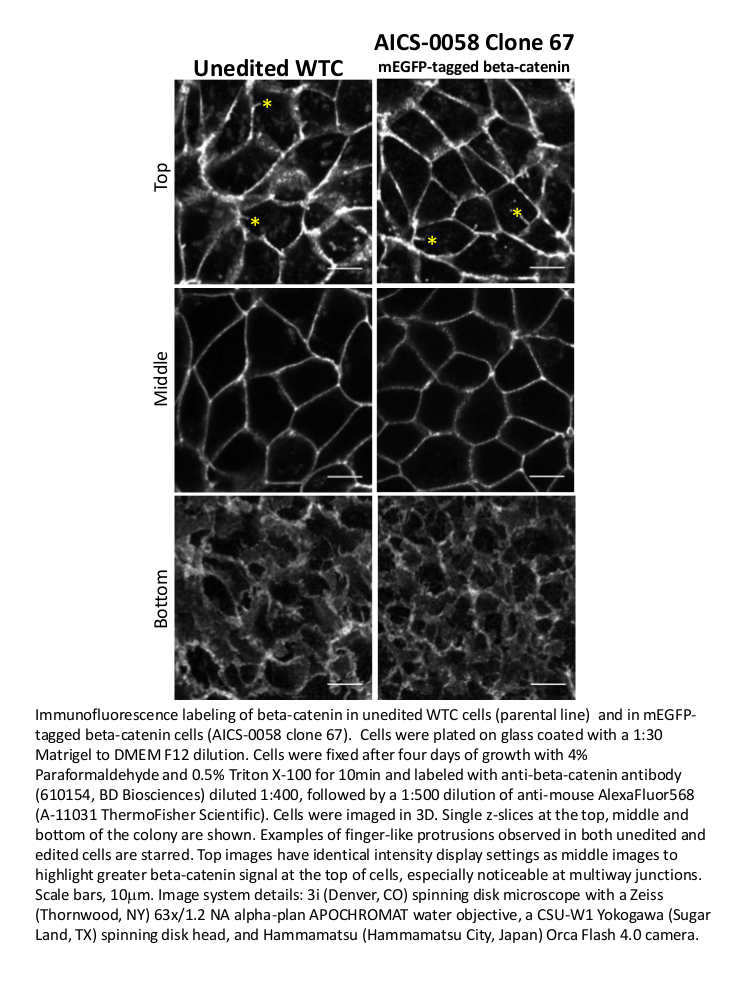 AICS-0058 Clone 67
Unedited WTC
mEGFP-tagged beta-catenin
Top
*
*
*
*
Middle
Bottom
Immunofluorescence labeling of beta-catenin in unedited WTC cells (parental line)  and in mEGFP-
tagged beta-catenin cells (AICS-0058 clone 67).  Cells were plated on glass coated with a 1:30
Matrigel to DMEM F12 dilution. Cells were fixed after four days of growth with 4%
Paraformaldehyde and 0.5% Triton X-100 for 10min and labeled with anti-beta-catenin antibody
(610154, BD Biosciences) diluted 1:400, followed by a 1:500 dilution of anti-mouse AlexaFluor568
(A-11031 ThermoFisher Scientific). Cells were imaged in 3D. Single z-slices at the top, middle and
bottom of the colony are shown. Examples of finger-like protrusions observed in both unedited and
edited cells are starred. Top images have identical intensity display settings as middle images to
highlight greater beta-catenin signal at the top of cells, especially noticeable at multiway junctions.
Scale bars, 10μm. Image system details: 3i (Denver, CO) spinning disk microscope with a Zeiss
(Thornwood, NY) 63x/1.2 NA alpha-plan APOCHROMAT water objective, a CSU-W1 Yokogawa (Sugar
Land, TX) spinning disk head, and Hammamatsu (Hammamatsu City, Japan) Orca Flash 4.0 camera.